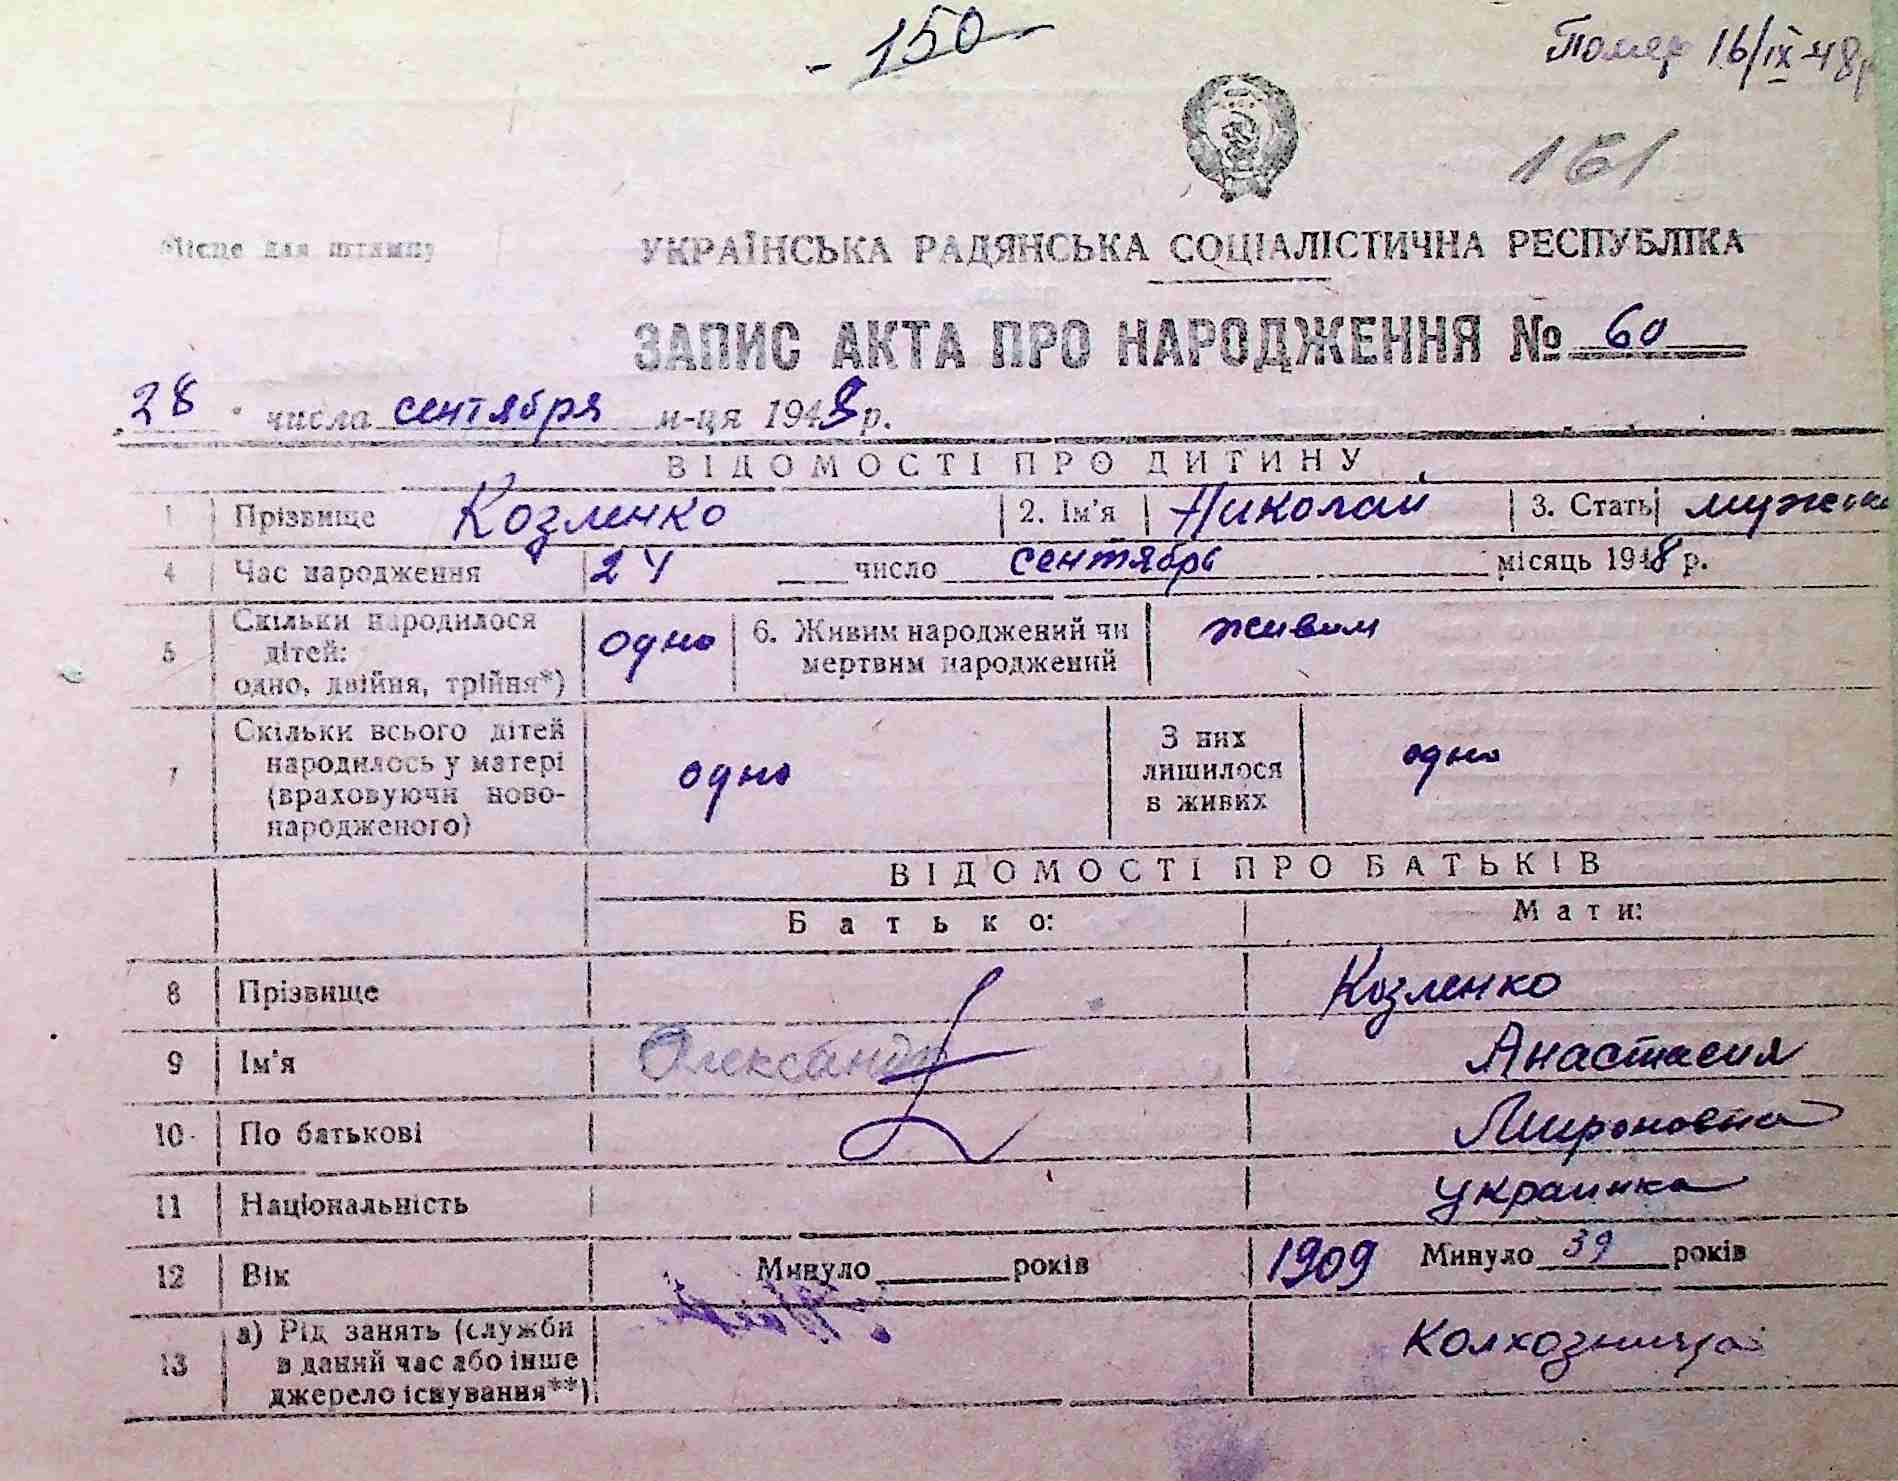 - 150 -
Помер 16/IX-48р
161
Місце для штампу
УКРАЇНСЬКА РАДЯНСЬКА СОЦІАЛІСТИЧНА РЕСПУБЛІКА
ЗАПИС АКТА ПРО НАРОДЖЕННЯ № 60
„28" числа сентября м-ця 1948 р.
ВІДОМОСТІ ПРО ДИТИНУ
1 Прізвище Козленко 2. Ім'я Николай 3. Стать мужск
4 Час народження 24 число сентябрь місяць 1948 р.
5 Скільки народилося дітей: одно, двійня, трійня*) одно 6. Живим народжений чи мертвим народжений живым
7 Скільки всього дітей народилось у матері (враховуючи ново-народженого) одно З них лишилося в живих одно
ВІДОМОСТІ ПРО БАТЬКІВ
Батько: Мати:
8 Прізвище Козленко
9 Ім'я Олександр Анастасия
10 По батькові Мироновна
11 Національність украинка
12 Вік Минуло років 1909 Минуло 39 років
13 а) Рід занять (служби в даний час або інше джерело існування**) Колхозница